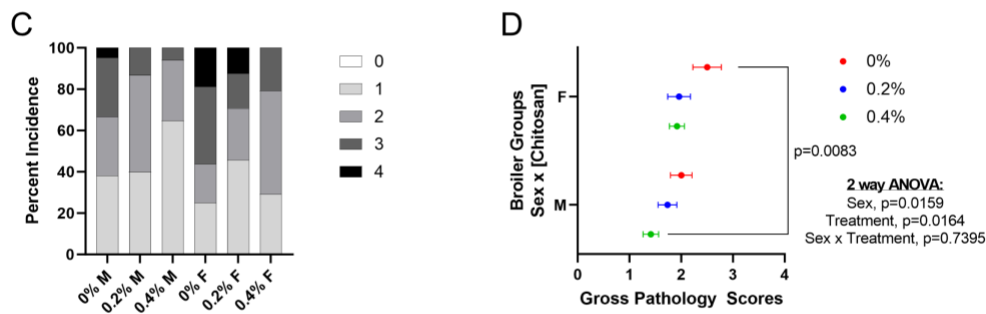 C
Percent Incidence
100
80
60
40
20
0
0% M
0.2% M
0.4% M
0% F
0.2% F
0.4% F
0
1
2
3
4
D
Broiler Groups
Sex x [Chitosan]
F
M
0
1
2
3
4
Gross Pathology Scores
0%
0.2%
0.4%
p=0.0083
2 way ANOVA:
Sex, p=0.0159
Treatment, p=0.0164
Sex x Treatment, p=0.7395